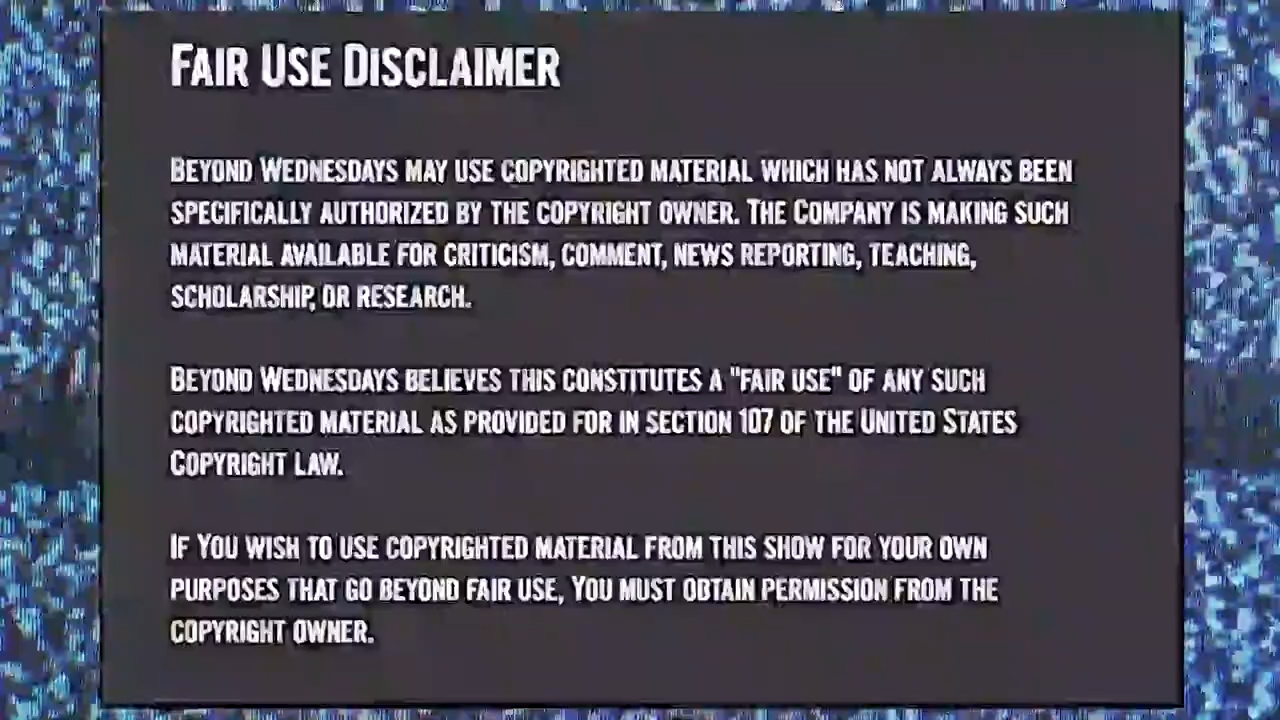 Fair Use Disclaimer
Beyond Wednesdays may use copyrighted material which has not always been
specifically authorized by the copyright owner. The Company is making such
material available for criticism, comment, news reporting, teaching,
scholarship, or research.
Beyond Wednesdays believes this constitutes a "fair use" of any such
copyrighted material as provided for in section 107 of the United States
Copyright law.
If You wish to use copyrighted material from this show for your own
purposes that go beyond fair use, You must obtain permission from the
copyright owner.